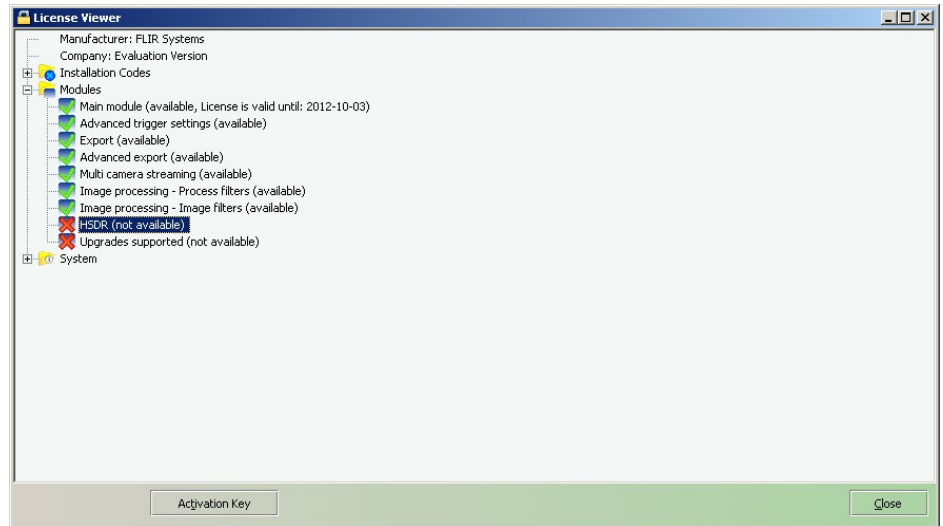 License Viewer
Manufacturer: FLIR Systems
Company: Evaluation Version
Installation Codes
Modules
Main module (available, License is valid until: 2012-10-03)
Advanced trigger settings (available)
Export (available)
Advanced export (available)
Multi camera streaming (available)
Image processing - Process filters (available)
Image processing - Image filters (available)
HSDR (not available)
Upgrades supported (not available)
System
Activation Key
Close